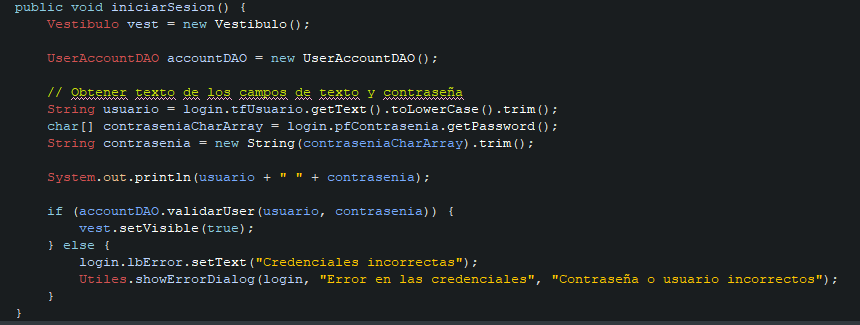 public void iniciarSesion() {
Vestibulo vest = new Vestibulo();
UserAccountDAO accountDAO = new UserAccountDAO();
// Obtener texto de los campos de texto y contraseña
String usuario = login.tfUsuario.getText().toLowerCase().trim();
char[] contraseniaCharArray = login.pfContrasenia.getPassword();
String contrasenia = new String(contraseniaCharArray).trim();
System.out.println(usuario + " " + contrasenia);
if (accountDAO.validarUser(usuario, contrasenia)) {
vest.setVisible(true);
} else {
login.lbError.setText("Credenciales incorrectas");
Utiles.showErrorDialog(login, "Error en las credenciales", "Contraseña o usuario incorrectos");
}
}